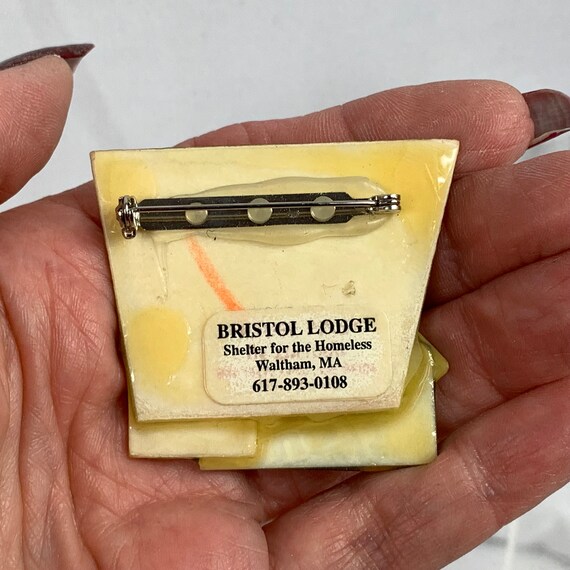 BRISTOL LODGE
Shelter for the Homeless
Waltham, MA
617-893-0108